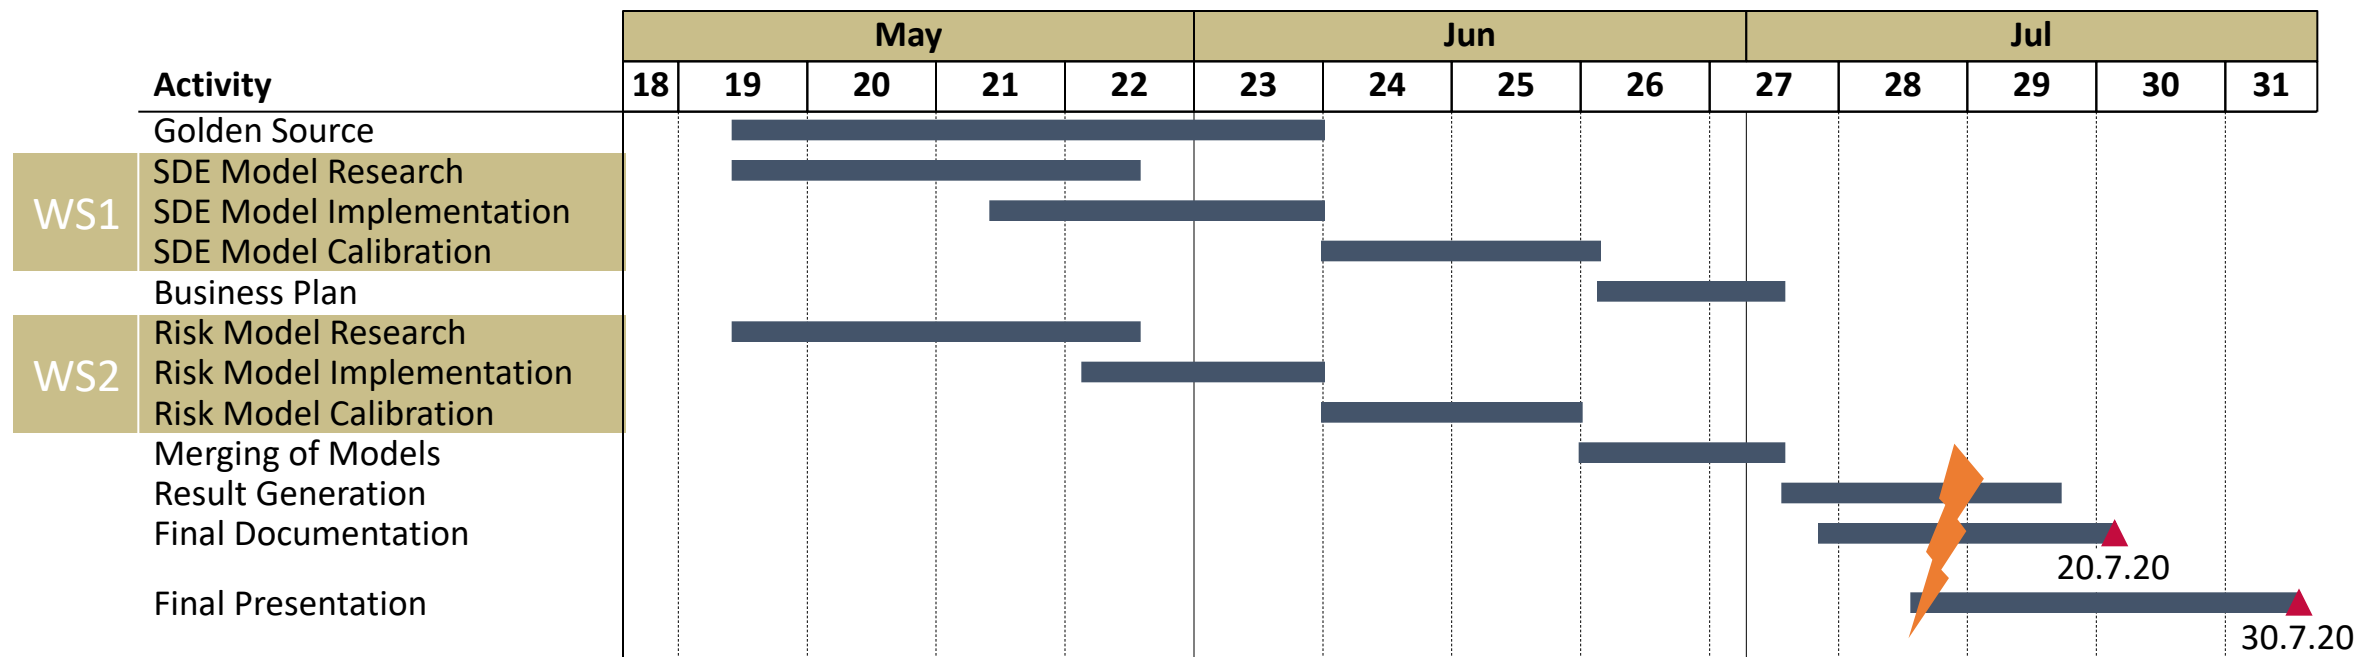 May Jun Jul
Activity 18 19 20 21 22 23 24 25 26 27 28 29 30 31
Golden Source
WS1
SDE Model Research
SDE Model Implementation
SDE Model Calibration
Business Plan
WS2
Risk Model Research
Risk Model Implementation
Risk Model Calibration
Merging of Models
Result Generation
Final Documentation
20.7.20
Final Presentation
30.7.20